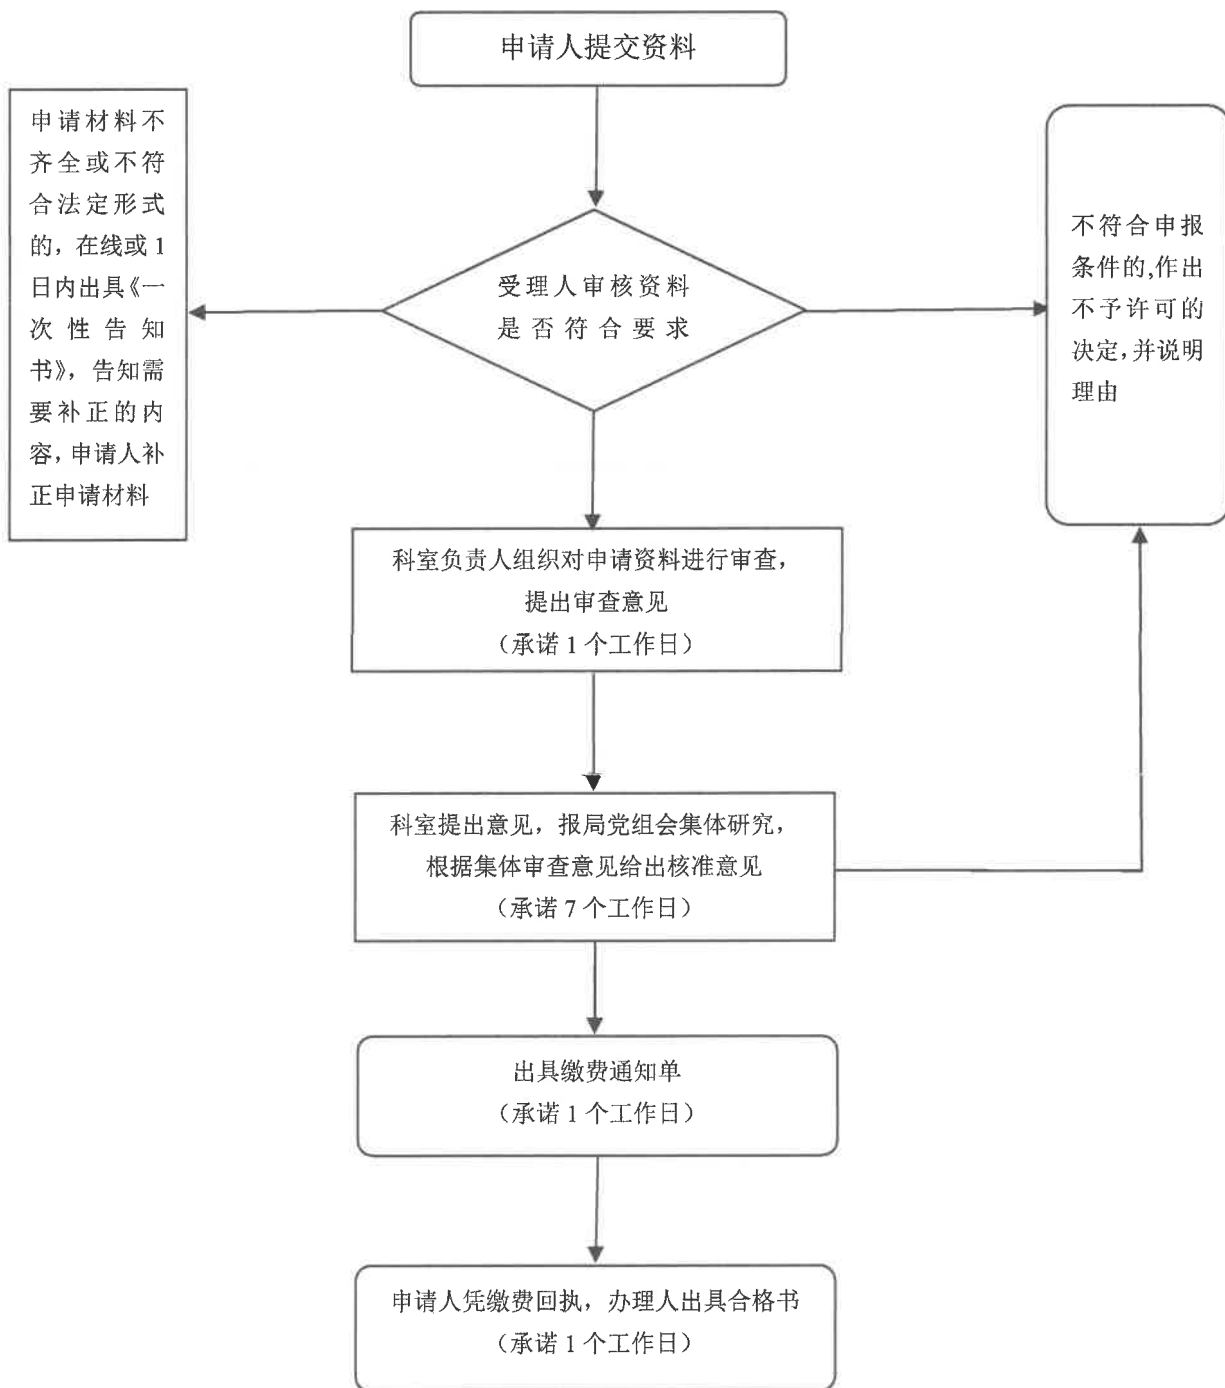 申请人提交资料
申请材料不
齐全或不符
合法定形式
的，在线或 1
日内出具《一
次性告知
书》，告知需
要补正的内
容，申请人补
正申请材料
受理人审核资料
是否符合要求
不符合申报
条件的,作出
不予许可的
决定，并说明
理由
科室负责人组织对申请资料进行审查，
提出审查意见
（承诺 1 个工作日）
科室提出意见，报局党组会集体研究，
根据集体审查意见给出核准意见
（承诺 7 个工作日）
出具缴费通知单
（承诺 1 个工作日）
申请人凭缴费回执，办理人出具合格书
（承诺 1 个工作日）